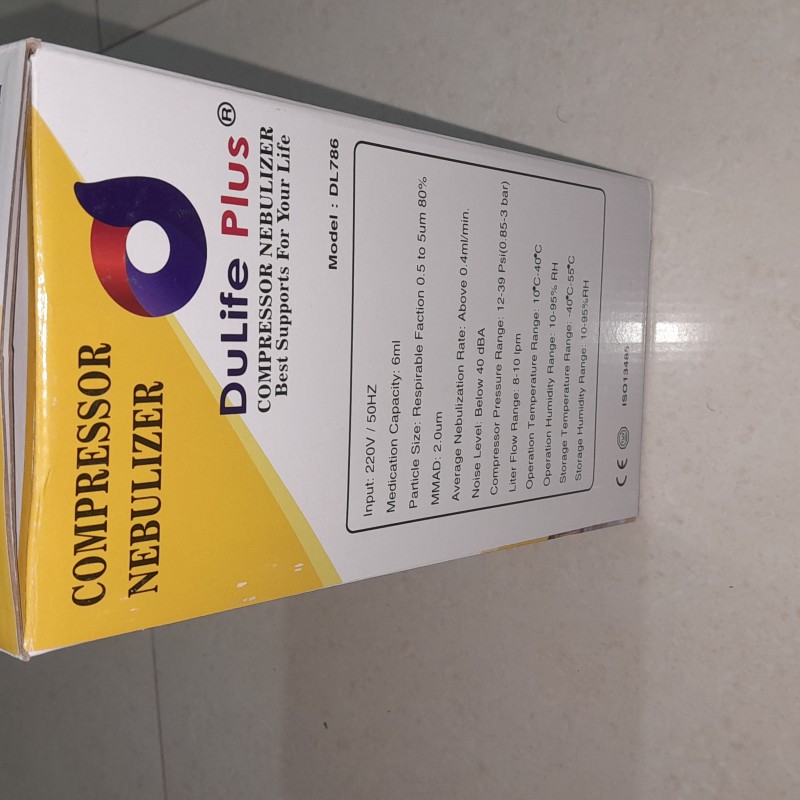 COMPRESSOR
NEBULIZER
DuLife Plus®
COMPRESSOR NEBULIZER
Best Supports For Your Life
Model : DL786
Input: 220V / 50HZ
Medication Capacity: 6ml
Particle Size: Respirable Faction 0.5 to 5um 80%
MMAD: 2.0um
Average Nebulization Rate: Above 0.4ml/min.
Noise Level: Below 40 dBA
Compressor Pressure Range: 12-39 Psi(0.85-3 bar)
Liter Flow Range: 8-10 lpm
Operation Temperature Range: 10°C-40°C
Operation Humidity Range: 10-95% RH
Storage Temperature Range: -40°C-55°C
Storage Humidity Range: 10-95%RH
CE ISO13485